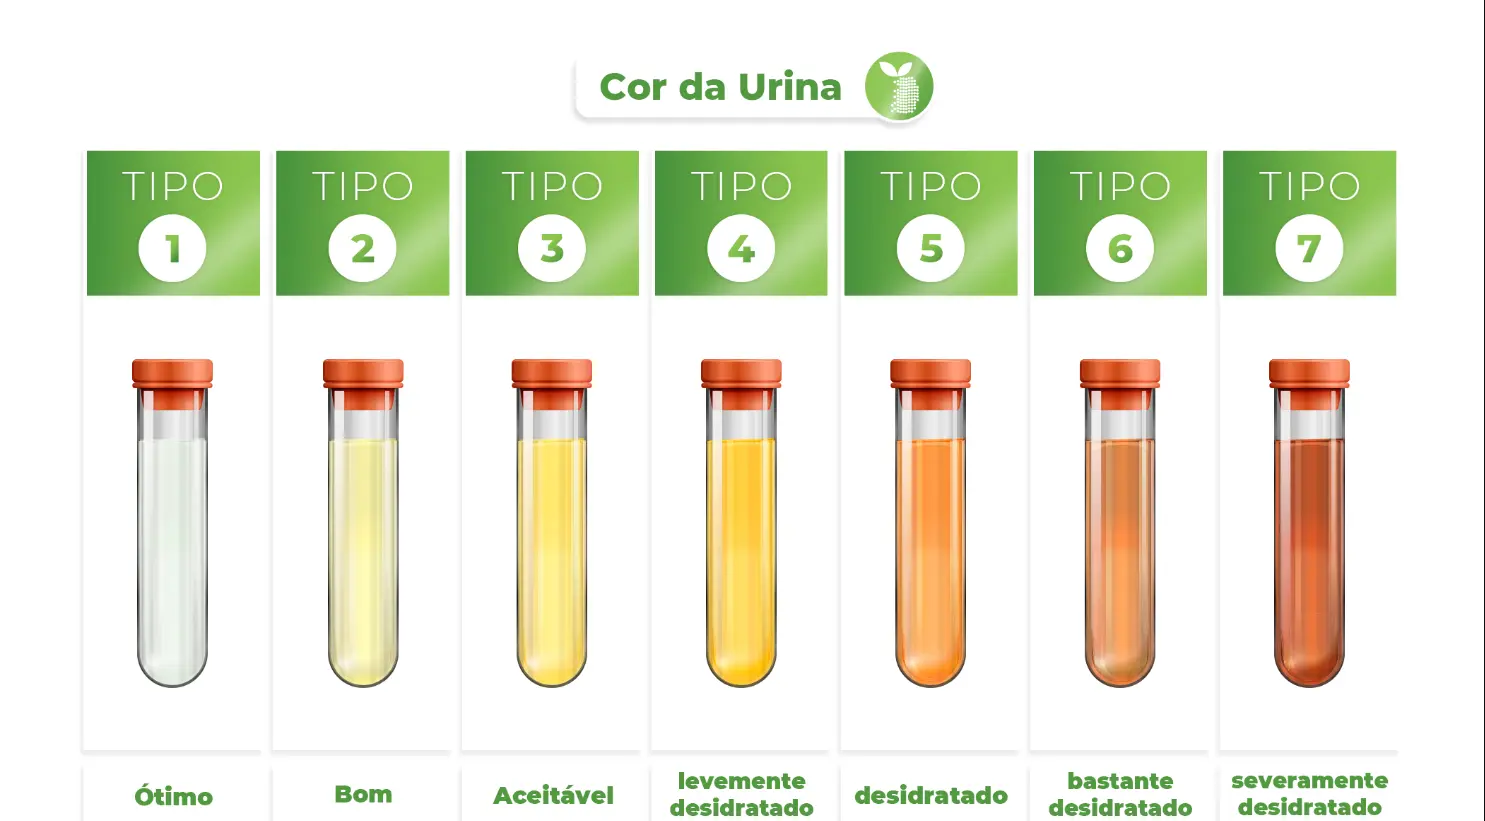 Cor da Urina
TIPO
1
TIPO
2
TIPO
3
TIPO
4
TIPO
5
TIPO
6
TIPO
7
Ótimo
Bom
Aceitável
levemente
desidratado
desidratado
bastante
desidratado
severamente
desidratado